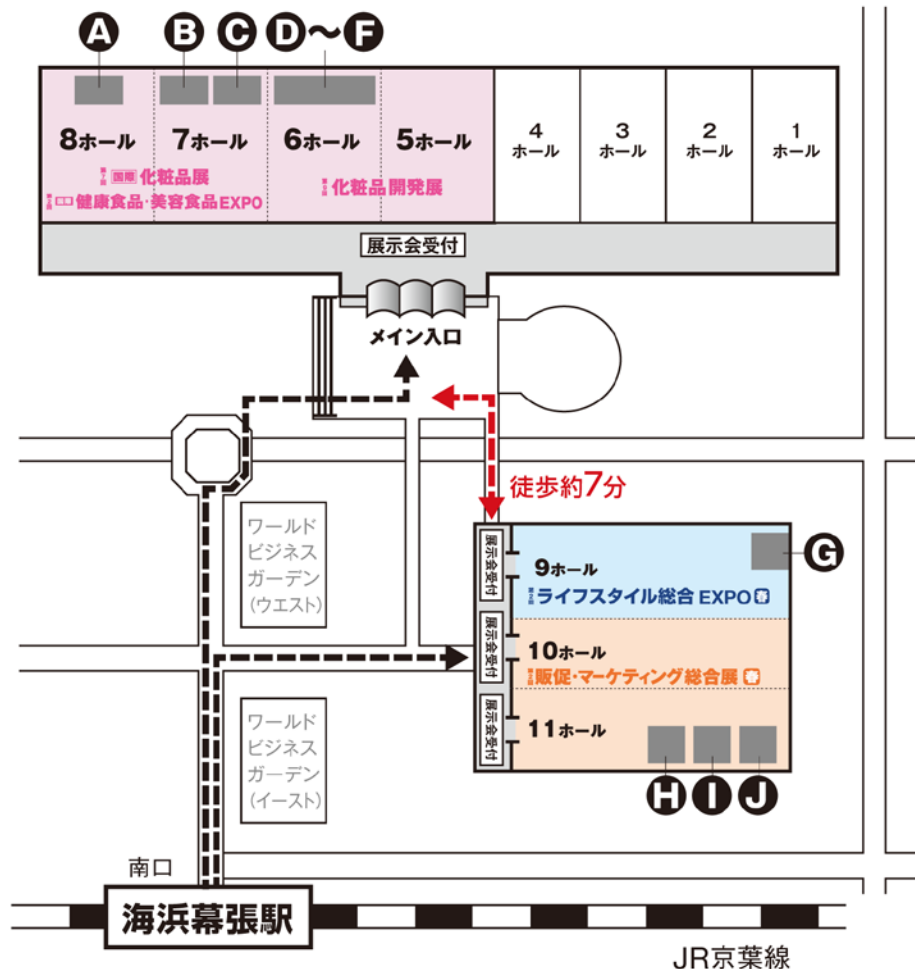 A B C D～F
8ホール
7ホール
6ホール
5ホール
4
ホール
3
ホール
2
ホール
1
ホール
国際 化粧品展
健康食品・美容食品EXPO
化粧品開発展
展示会受付
メイン入口
徒歩約7分
ワールド
ビジネス
ガーデン
(ウエスト)
展示会受付
9ホール
ライフスタイル総合EXPO 春
G
展示会受付
10ホール
販促・マーケティング総合展 春
展示会受付
11ホール
H I J
ワールド
ビジネス
ガーデン
(イースト)
南口
海浜幕張駅
JR京葉線